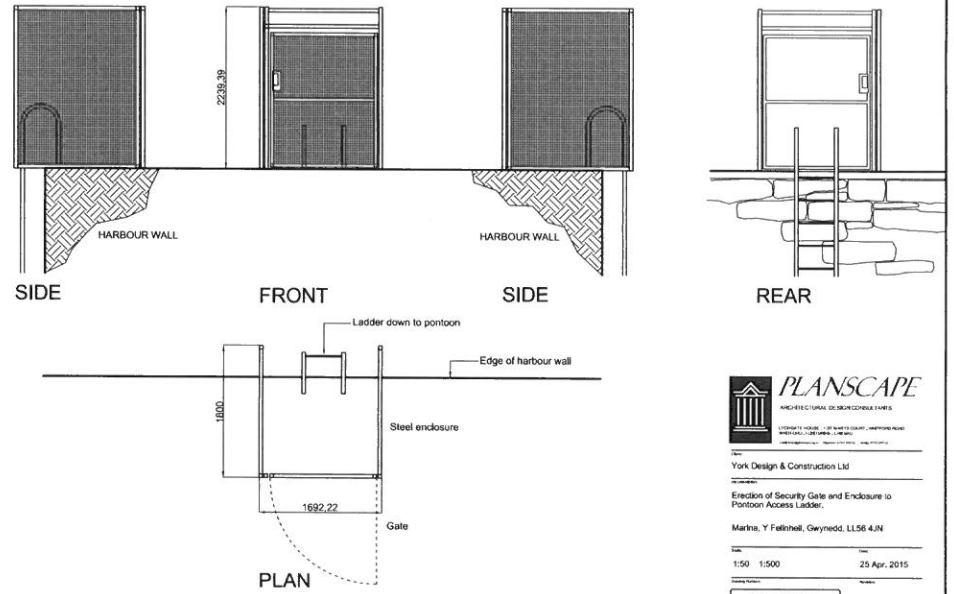 2239,39
HARBOUR WALL
HARBOUR WALL
SIDE
FRONT
SIDE
REAR
Ladder down to pontoon
Edge of harbour wall
1800
Steel enclosure
1692,22
Gate
PLAN
PLANSCAPE
ARCHITECTURAL DESIGN CONSULTANTS
York Design & Construction Ltd
Erection of Security Gate and Enclosure to
Pontoon Access Ladder.
Marina, Y Felinheli, Gwynedd. LL56 4JN
1:50 1:500
25 Apr. 2015